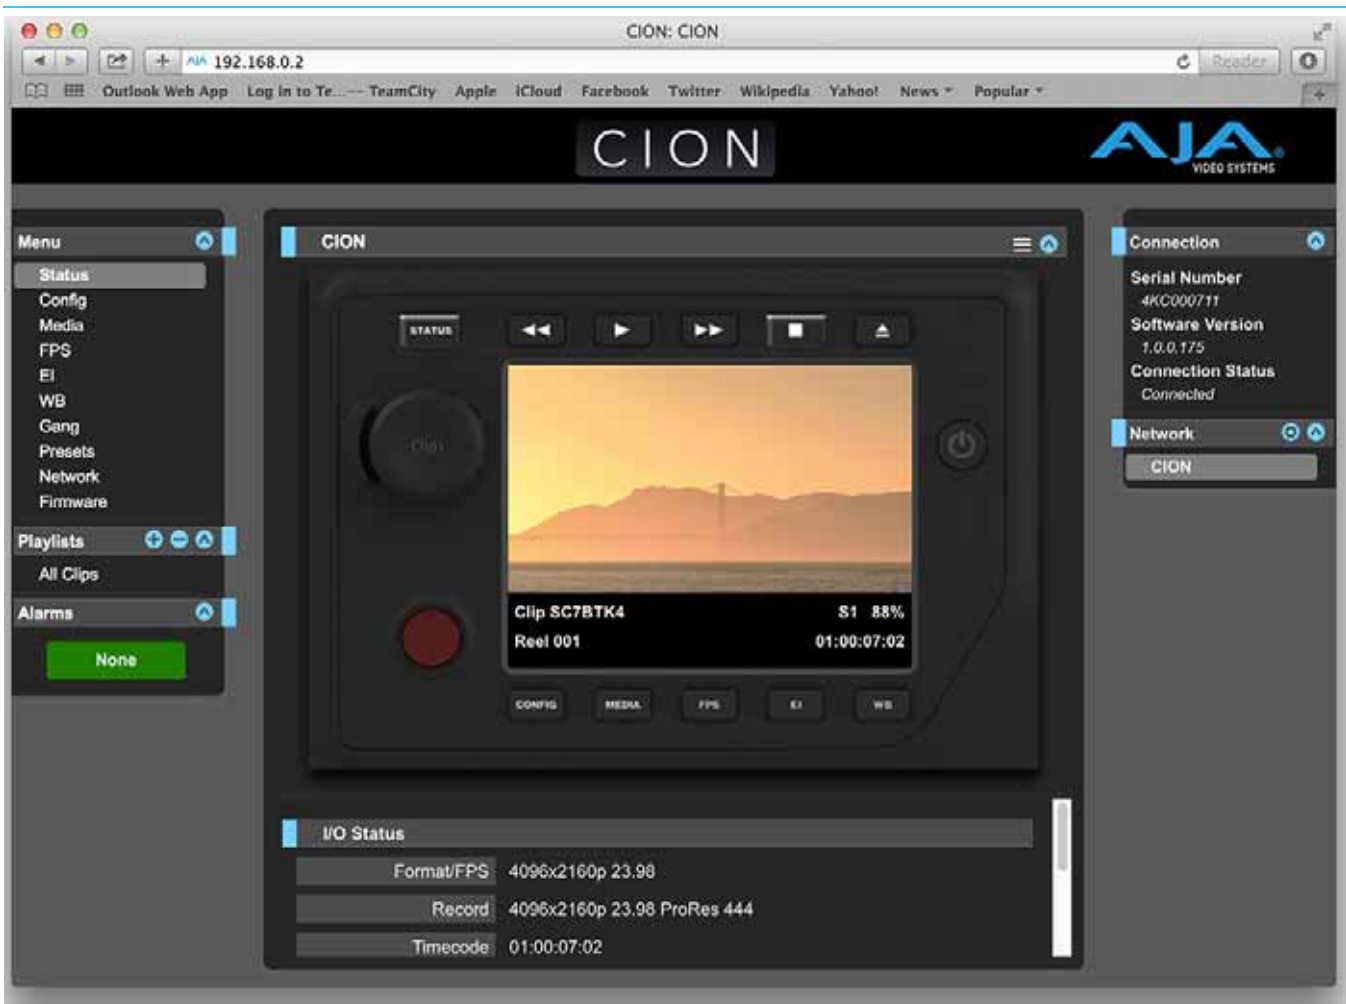 CION: CION
AJA 192.168.0.2
Reader
Outlook Web App Log in to Te...-- TeamCity Apple iCloud Facebook Twitter Wikipedia Yahoo! News Popular
CION
AJA
VIDEO SYSTEMS
Menu
Status
Config
Media
FPS
EI
WB
Gang
Presets
Network
Firmware
Playlists
All Clips
Alarms
None
CION
STATUS
Clip SC7BTK4 S1 88%
Reel 001 01:00:07:02
CONFIG MEDIA FPS EI WB
I/O Status
Format/FPS 4096x2160p 23.98
Record 4096x2160p 23.98 ProRes 444
Timecode 01:00:07:02
Connection
Serial Number
4KC000711
Software Version
1.0.0.175
Connection Status
Connected
Network
CION